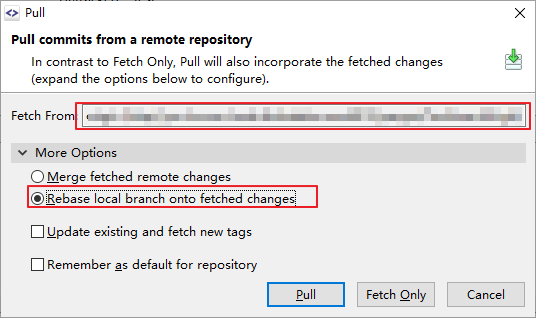 Pull
Pull commits from a remote repository
In contrast to Fetch Only, Pull will also incorporate the fetched changes
(expand the options below to configure).
Fetch From:
More Options
Merge fetched remote changes
Rebase local branch onto fetched changes
Update existing and fetch new tags
Remember as default for repository
Pull
Fetch Only
Cancel